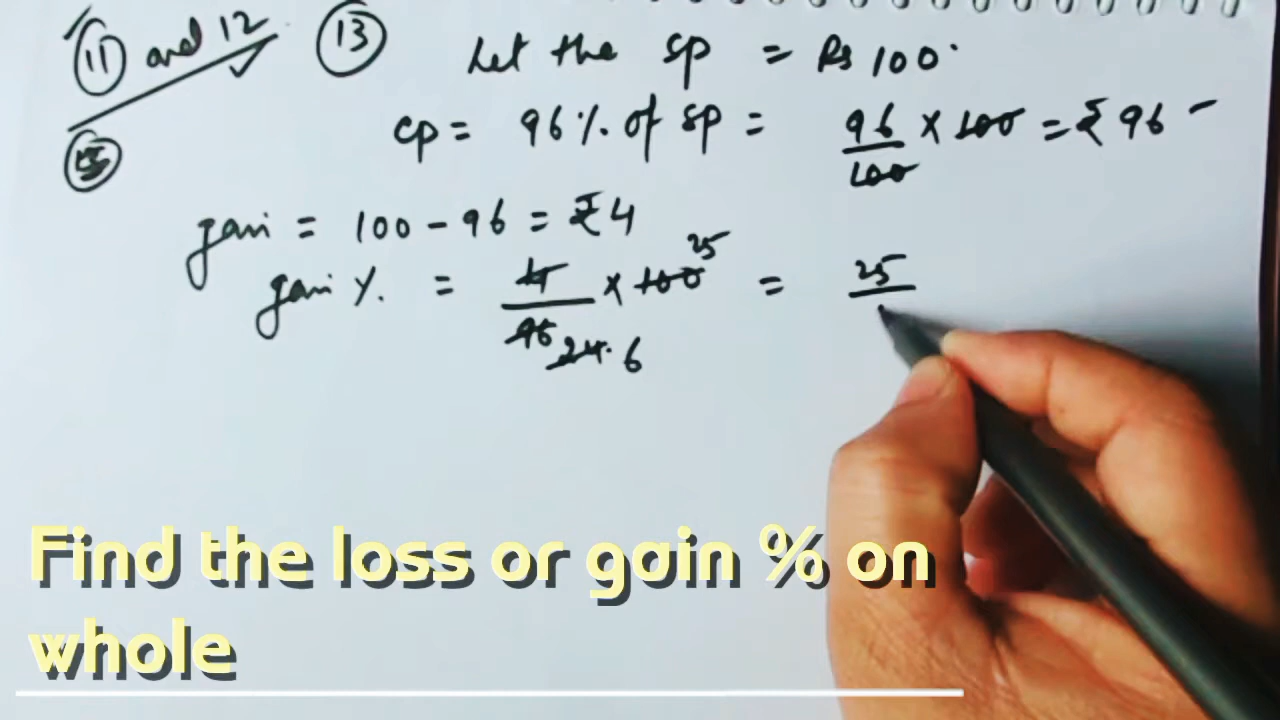 11 and 12
13 Let the SP = Rs 100.
CP = 96% of SP = 96/100 × 100 = ₹96
gain = 100 - 96 = ₹4
gain %. = 4/96 24 6 × 100 25 = 25
Find the loss or gain % on
whole